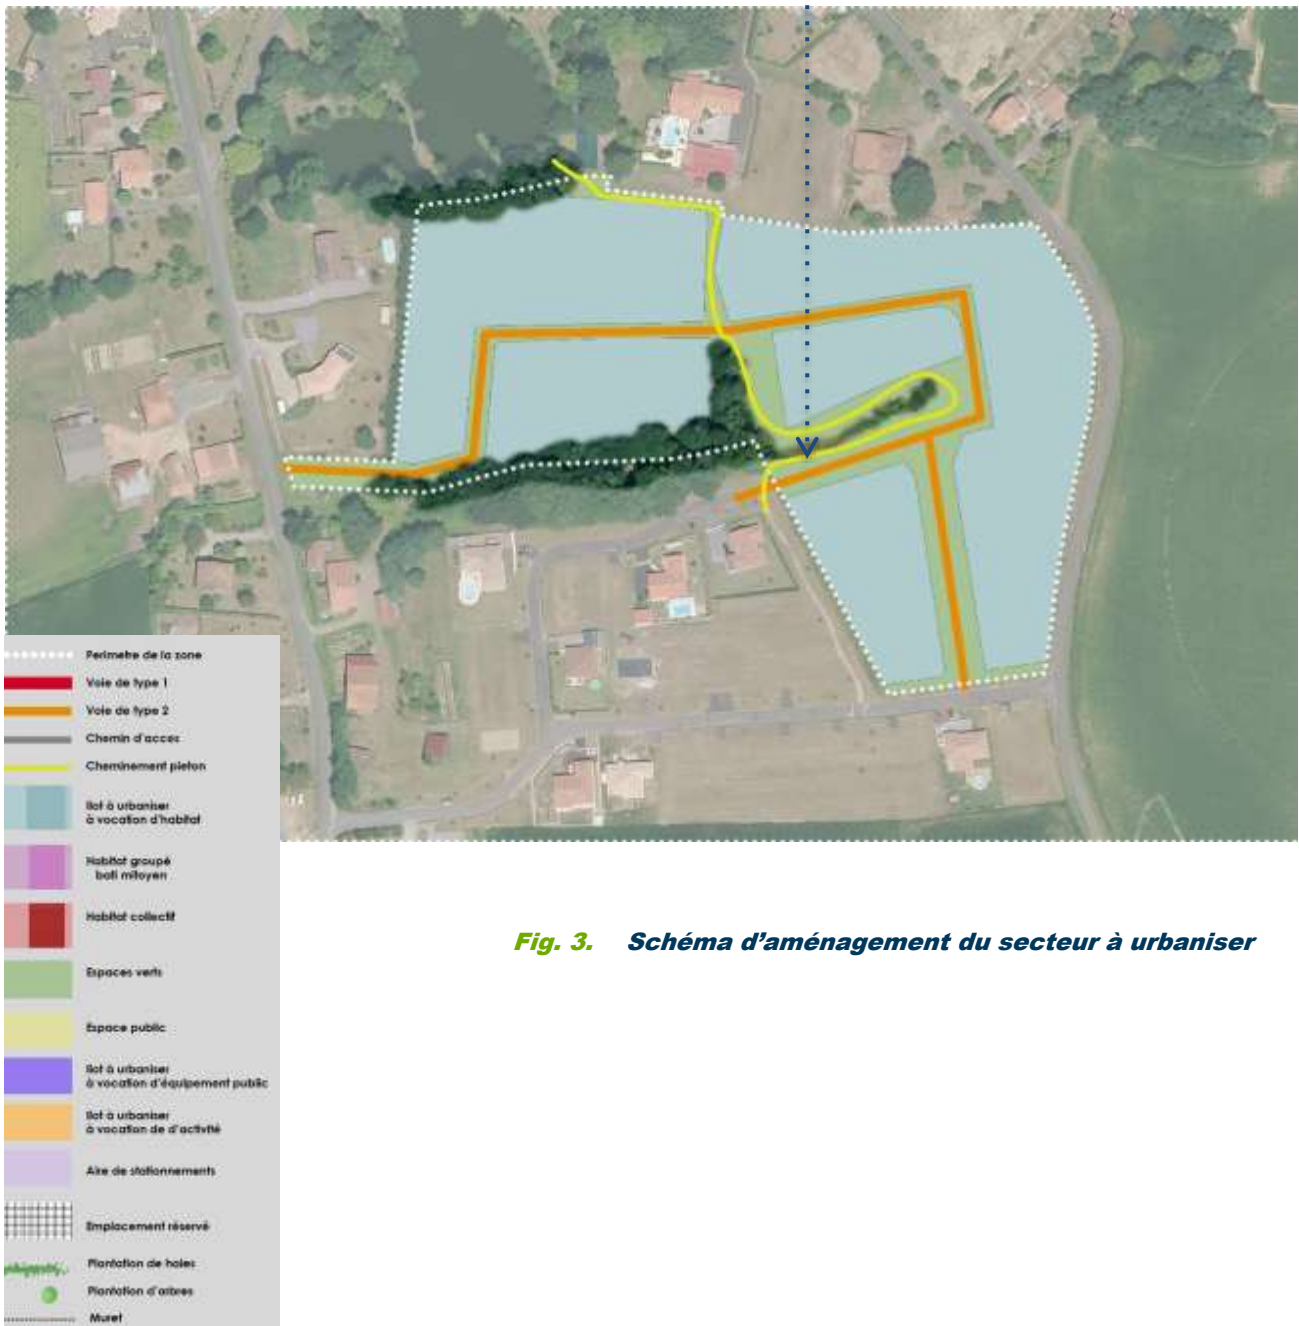 Perimetre de la zone
Voie de type 1
Voie de type 2
Chemin d'acces
Cheminement pieton
Ilot à urbaniser
à vocation d'habitat
Habitat groupé
bati mitoyen
Habitat collectif
Espaces verts
Espace public
Ilot à urbaniser
à vocation d'équipement public
Ilot à urbaniser
à vocation de d'activité
Aire de stationnements
Emplacement réservé
Plantation de haies
Plantation d'arbres
Muret
Fig. 3. Schéma d'aménagement du secteur à urbaniser